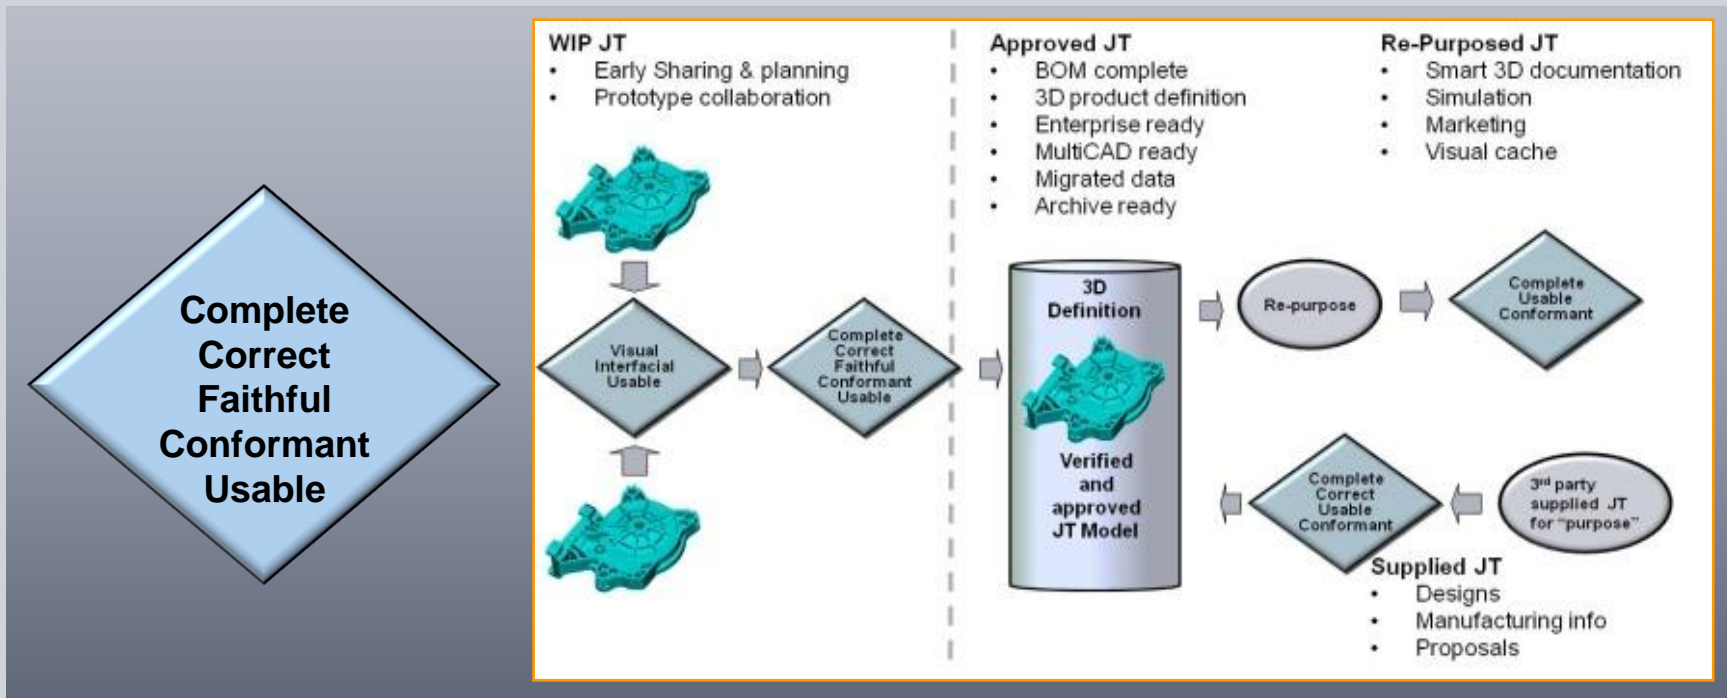 Complete
Correct
Faithful
Conformant
Usable
WIP JT
• Early Sharing & planning
• Prototype collaboration
Approved JT
• BOM complete
• 3D product definition
• Enterprise ready
• MultiCAD ready
• Migrated data
• Archive ready
Re-Purposed JT
• Smart 3D documentation
• Simulation
• Marketing
• Visual cache
Visual
Interfacial
Usable
Complete
Correct
Faithful
Conformant
Usable
3D
Definition
Verified
and
approved
JT Model
Re-purpose
Complete
Usable
Conformant
Complete
Correct
Usable
Conformant
3rd party
supplied JT
for “purpose”
Supplied JT
• Designs
• Manufacturing info
• Proposals